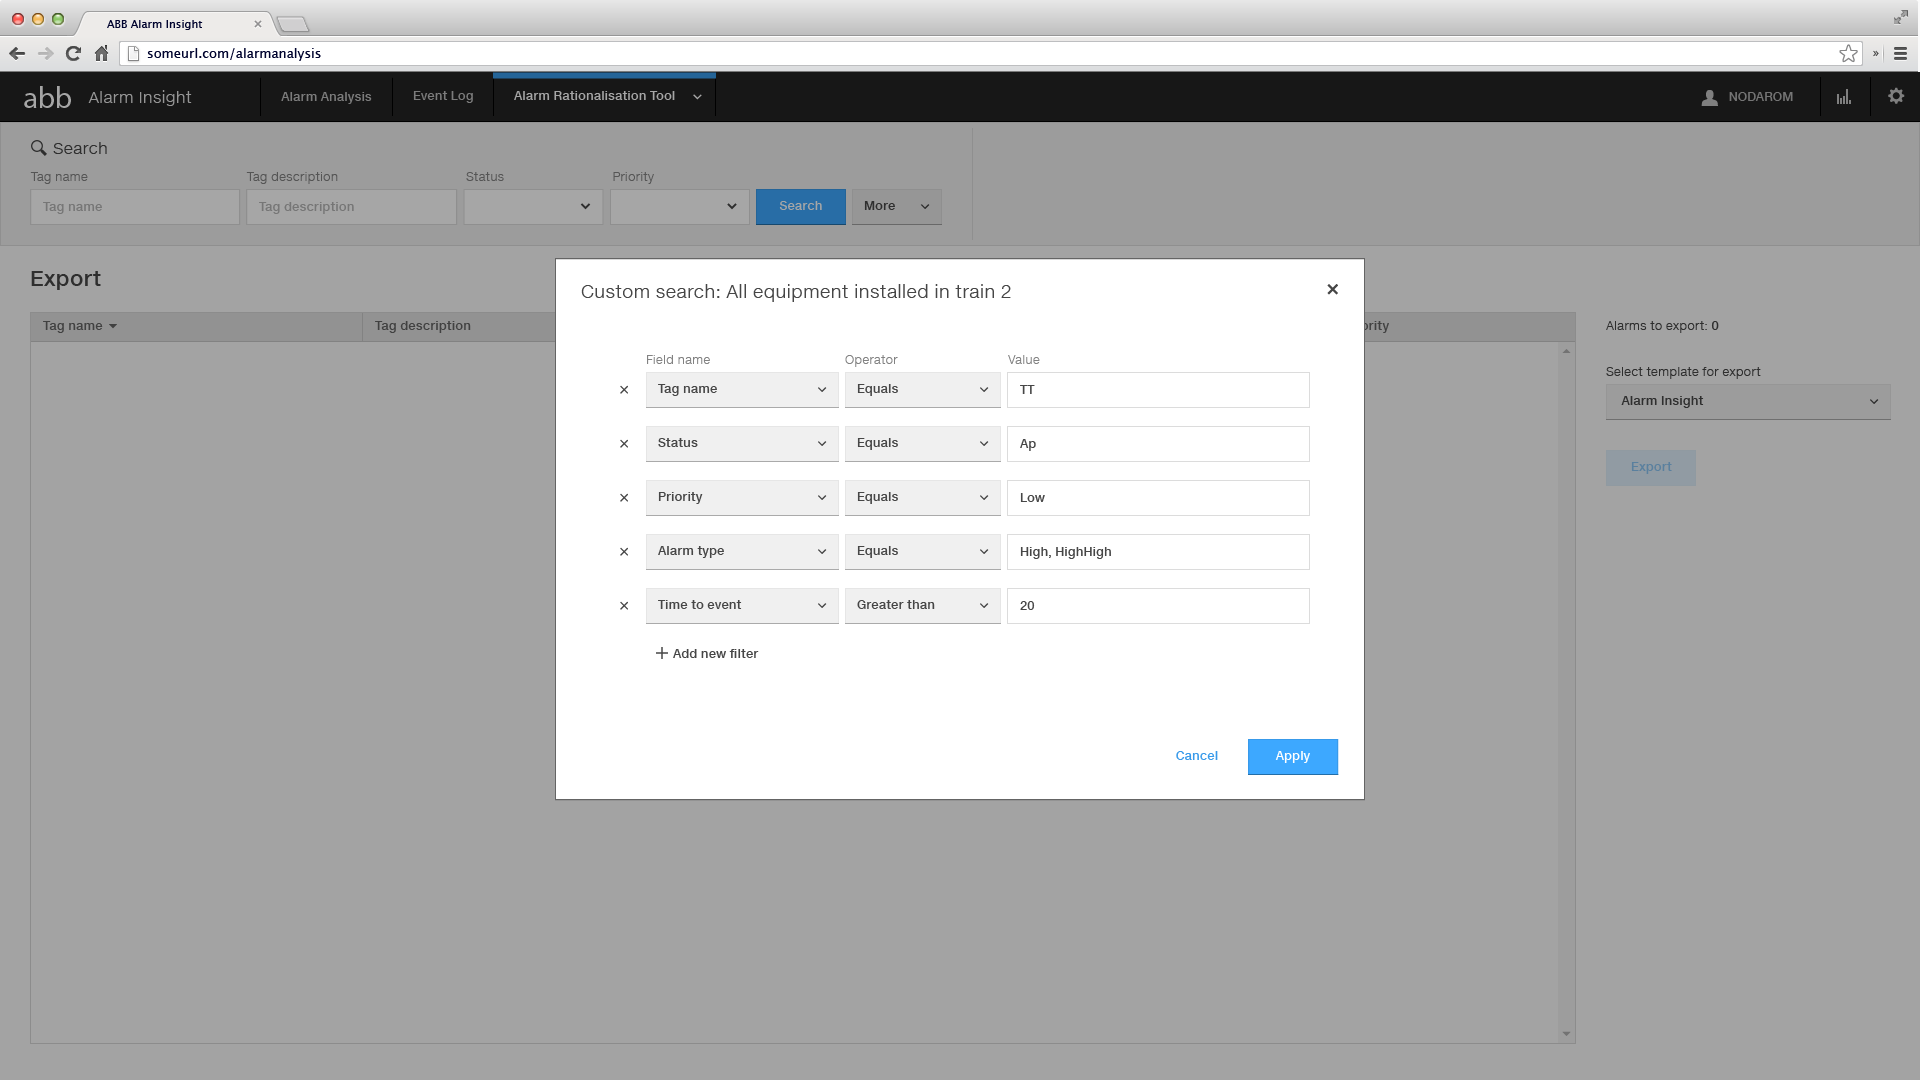 ABB Alarm Insight
someurl.com/alarmanalysis
abb Alarm Insight Alarm Analysis Event Log Alarm Rationalisation Tool NODAROM
Search
Tag name Tag description Status Priority
Tag name Tag description Search More
Export
Custom search: All equipment installed in train 2
Tag name Tag description ority Alarms to export: 0
Field name Operator Value
Select template for export
Tag name Equals TT
Alarm Insight
Status Equals Ap
Export
Priority Equals Low
Alarm type Equals High, HighHigh
Time to event Greater than 20
Add new filter
Cancel Apply